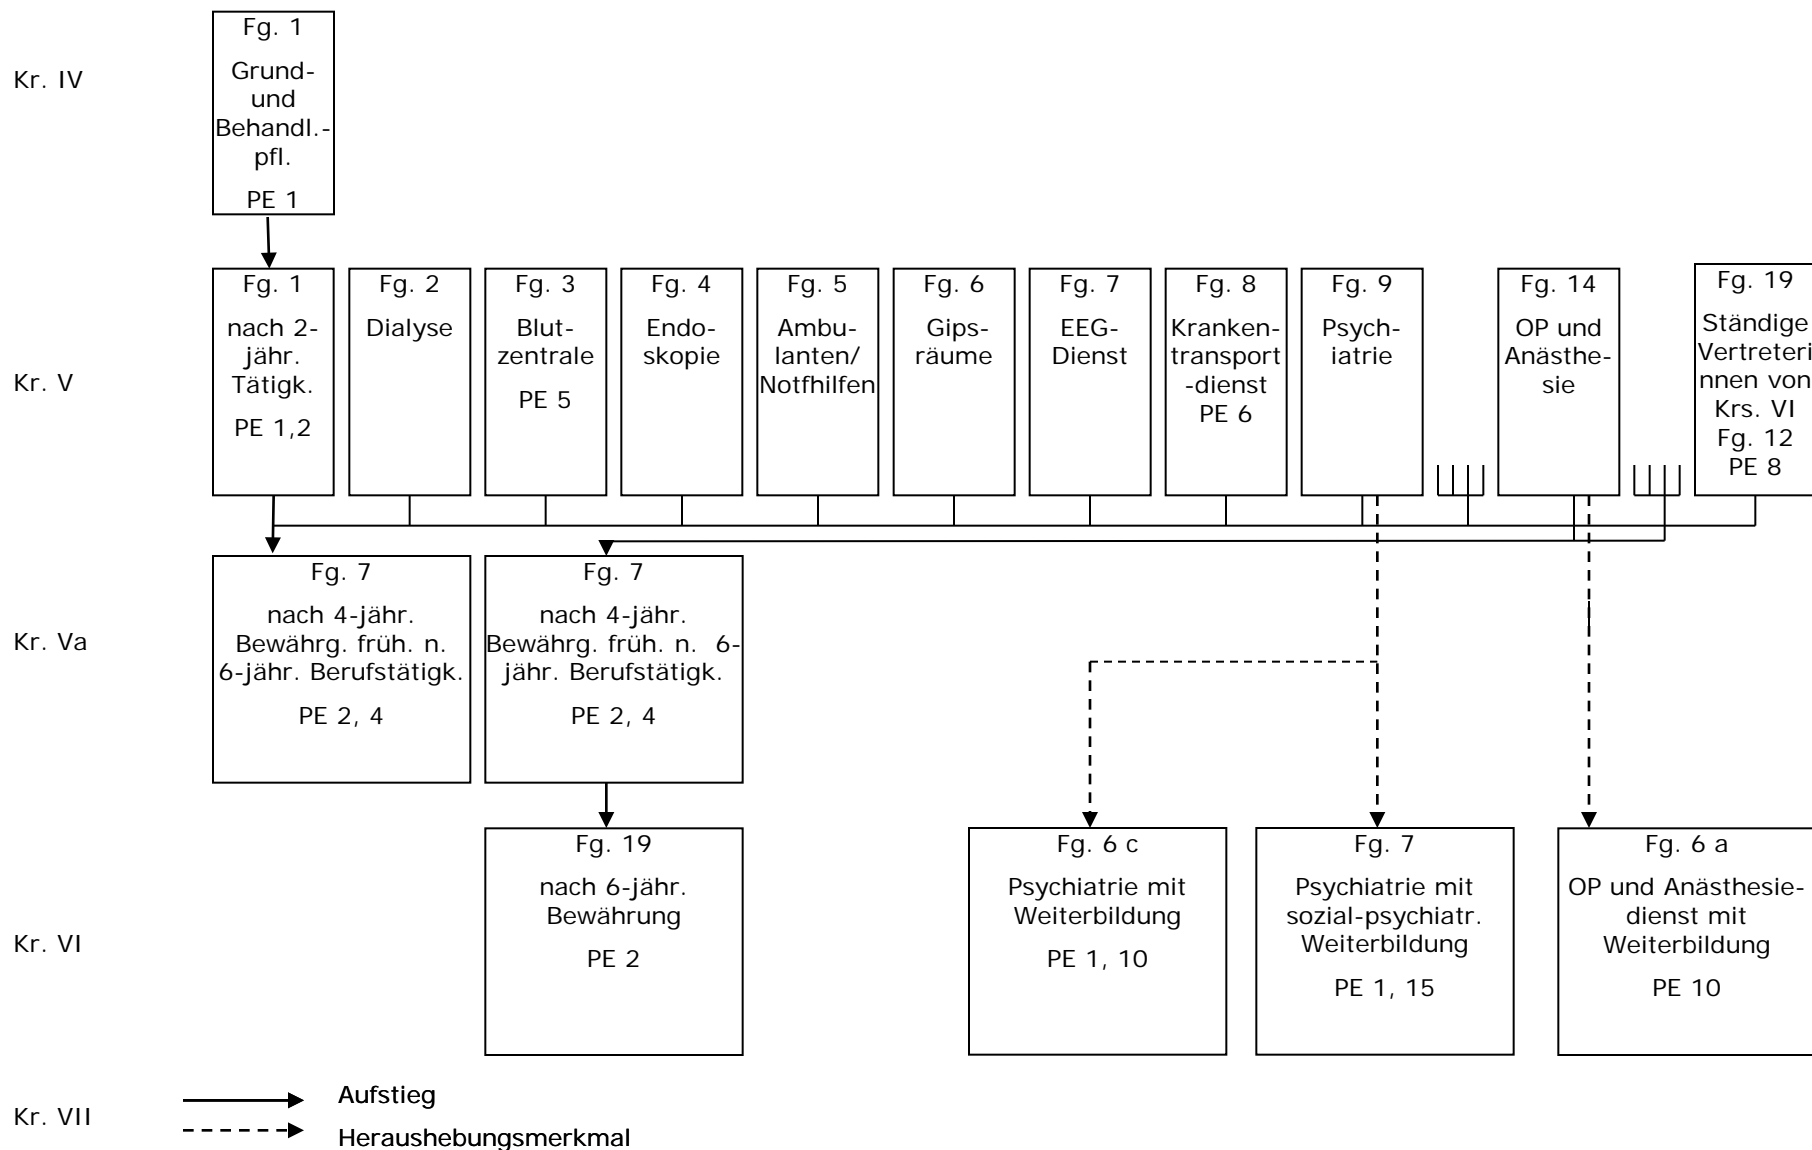 Kr. IV
Fg. 1
Grund-
und
Behandl.-
pfl.
PE 1
Kr. V
Fg. 1
nach 2-
jähr.
Tätigk.
PE 1,2
Fg. 2
Dialyse
Fg. 3
Blut-
zentrale
PE 5
Fg. 4
Endo-
skopie
Fg. 5
Ambu-
lanten/
Notfhilfen
Fg. 6
Gips-
räume
Fg. 7
EEG-
Dienst
Fg. 8
Kranken-
transport
-dienst
PE 6
Fg. 9
Psych-
iatrie
Fg. 14
OP und
Anästhe-
sie
Fg. 19
Ständige
Vertreteri
nnen von
Krs. VI
Fg. 12
PE 8
Kr. Va
Fg. 7
nach 4-jähr.
Bewährg. früh. n.
6-jähr. Berufstätigk.
PE 2, 4
Fg. 7
nach 4-jähr.
Bewährg. früh. n. 6-
jähr. Berufstätigk.
PE 2, 4
Kr. VI
Fg. 19
nach 6-jähr.
Bewährung
PE 2
Fg. 6 c
Psychiatrie mit
Weiterbildung
PE 1, 10
Fg. 7
Psychiatrie mit
sozial-psychiatr.
Weiterbildung
PE 1, 15
Fg. 6 a
OP und Anästhesie-
dienst mit
Weiterbildung
PE 10
Kr. VII
Aufstieg
Heraushebungsmerkmal